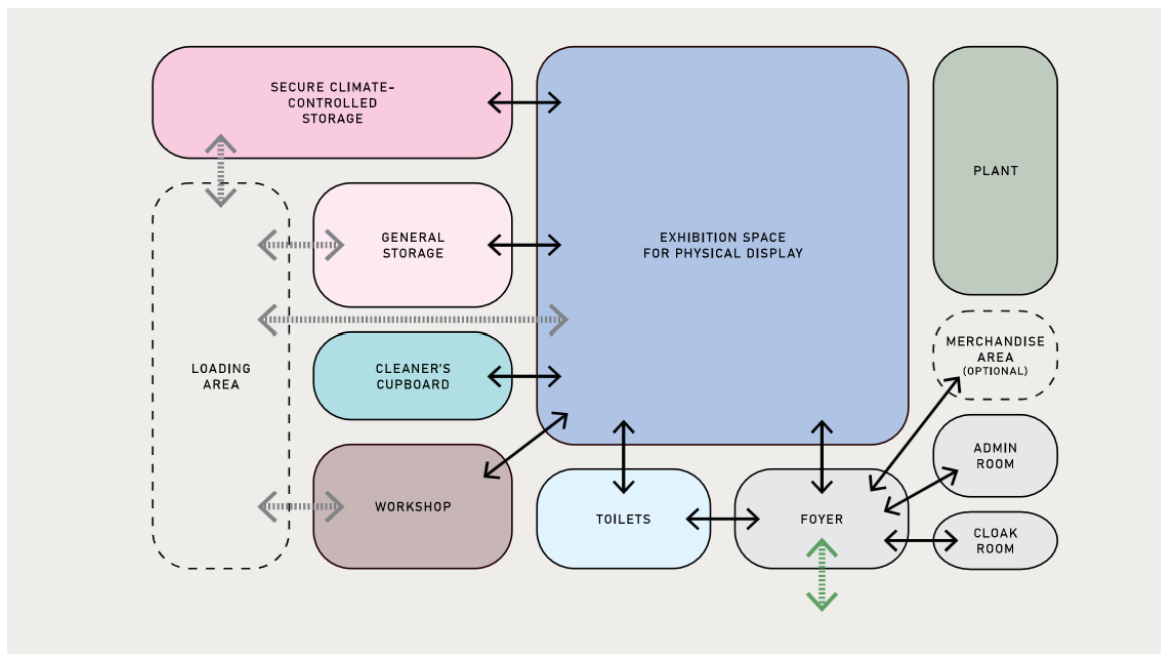 SECURE CLIMATE–
CONTROLLED
STORAGE
PLANT
GENERAL
STORAGE
EXHIBITION SPACE
FOR PHYSICAL DISPLAY
LOADING
AREA
CLEANER'S
CUPBOARD
MERCHANDISE
AREA
(OPTIONAL)
ADMIN
ROOM
WORKSHOP
TOILETS
FOYER
CLOAK
ROOM